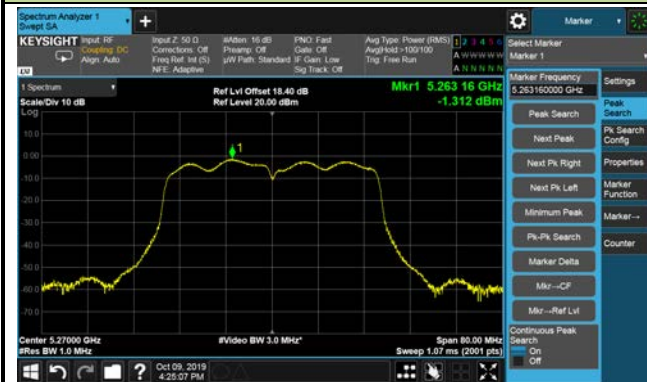 Spectrum Analyzer 1
Swept SA
Marker
KEYSIGHT Input: RF
Coupling: DC
Align: Auto
Input Z: 50 Ω
Corrections: Off
Freq Ref: Int (S)
NFE: Adaptive
#Atten: 16 dB
Preamp: Off
µW Path: Standard
PNO: Fast
Gate: Off
IF Gain: Low
Sig Track: Off
Avg Type: Power (RMS)
Avg|Hold:>100/100
Trig: Free Run
1 2 3 4 5 6
A W W W W W
A N N N N N
Select Marker
Marker 1
1 Spectrum
Scale/Div 10 dB
Log
Ref Lvl Offset 18.40 dB
Ref Level 20.00 dBm
Mkr1 5.263 16 GHz
-1.312 dBm
Marker Frequency
5.263160000 GHz
Peak Search
Next Peak
Next Pk Right
Next Pk Left
Minimum Peak
Pk-Pk Search
Marker Delta
Mkr→CF
Mkr→Ref Lvl
Continuous Peak
Search
On
Off
Settings
Peak
Search
Pk Search
Config
Properties
Marker
Function
Marker→
Counter
10.0
0.00
-10.0
-20.0
-30.0
-40.0
-50.0
-60.0
-70.0
1
Center 5.27000 GHz
#Res BW 1.0 MHz
#Video BW 3.0 MHz*
Span 80.00 MHz
Sweep 1.07 ms (2001 pts)
Oct 09, 2019
4:25:07 PM